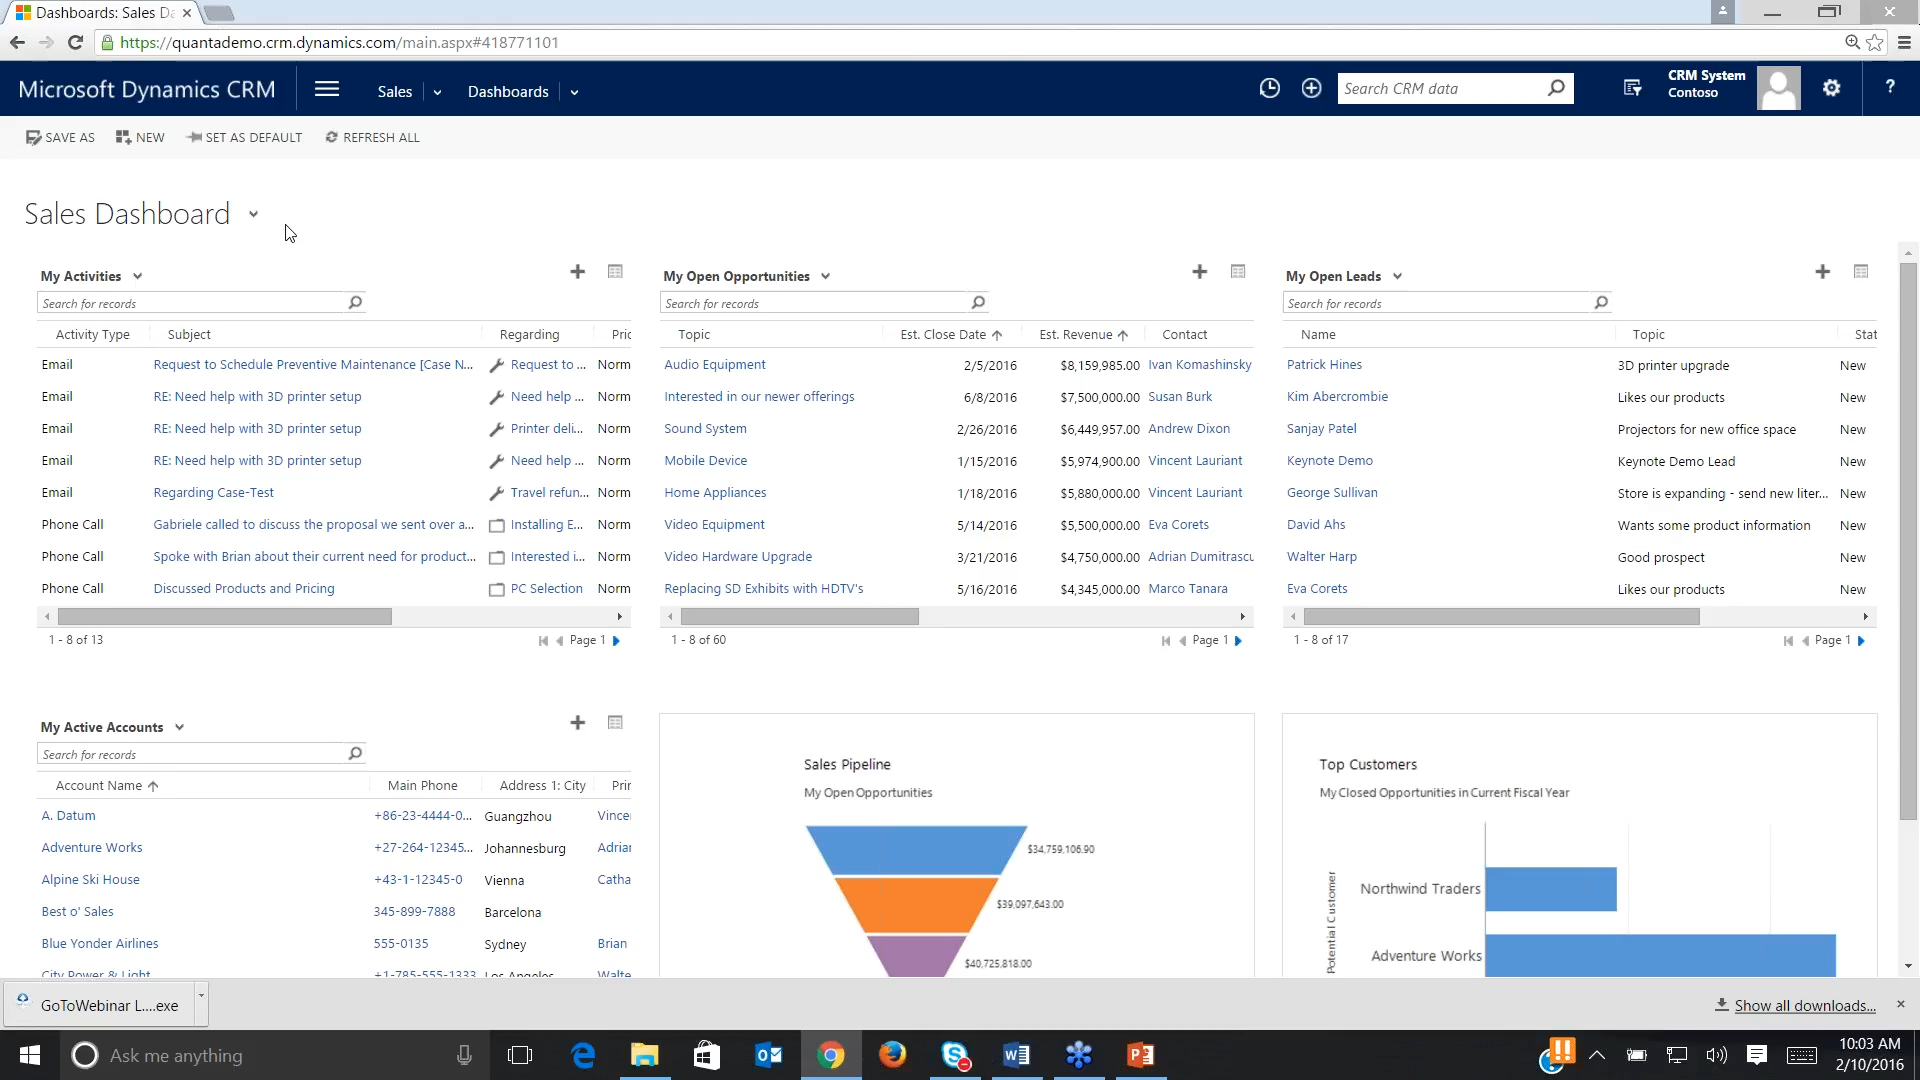 Dashboards: Sales Da
https://quantademo.crm.dynamics.com/main.aspx#418771101
Microsoft Dynamics CRM
Sales
Dashboards
Search CRM data
CRM System
Contoso
?
SAVE AS
NEW
SET AS DEFAULT
REFRESH ALL
Sales Dashboard
My Activities
Search for records
Activity Type Subject Regarding Pric
Email Request to Schedule Preventive Maintenance [Case N... Request to ... Norm
Email RE: Need help with 3D printer setup Need help ... Norm
Email RE: Need help with 3D printer setup Printer deli... Norm
Email RE: Need help with 3D printer setup Need help ... Norm
Email Regarding Case-Test Travel refun... Norm
Phone Call Gabriele called to discuss the proposal we sent over a... Installing E... Norm
Phone Call Spoke with Brian about their current need for product... Interested i... Norm
Phone Call Discussed Products and Pricing PC Selection Norm
1 - 8 of 13 Page 1
My Open Opportunities
Search for records
Topic Est. Close Date Est. Revenue Contact
Audio Equipment 2/5/2016 $8,159,985.00 Ivan Komashinsky
Interested in our newer offerings 6/8/2016 $7,500,000.00 Susan Burk
Sound System 2/26/2016 $6,449,957.00 Andrew Dixon
Mobile Device 1/15/2016 $5,974,900.00 Vincent Lauriant
Home Appliances 1/18/2016 $5,880,000.00 Vincent Lauriant
Video Equipment 5/14/2016 $5,500,000.00 Eva Corets
Video Hardware Upgrade 3/21/2016 $4,750,000.00 Adrian Dumitrascu
Replacing SD Exhibits with HDTV's 5/16/2016 $4,345,000.00 Marco Tanara
1 - 8 of 60 Page 1
My Open Leads
Search for records
Name Topic Stat
Patrick Hines 3D printer upgrade New
Kim Abercrombie Likes our products New
Sanjay Patel Projectors for new office space New
Keynote Demo Keynote Demo Lead New
George Sullivan Store is expanding - send new liter... New
David Ahs Wants some product information New
Walter Harp Good prospect New
Eva Corets Likes our products New
1 - 8 of 17 Page 1
My Active Accounts
Search for records
Account Name Main Phone Address 1: City Prin
A. Datum +86-23-4444-0... Guangzhou Vince
Adventure Works +27-264-12345... Johannesburg Adrian
Alpine Ski House +43-1-12345-0 Vienna Catha
Best o' Sales 345-899-7888 Barcelona
Blue Yonder Airlines 555-0135 Sydney Brian
City Power & Light +1-785-555-1333 Los Angeles Walte
Sales Pipeline
My Open Opportunities
$34,759,106.90
$39,097,643.00
$40,725,818.00
Top Customers
My Closed Opportunities in Current Fiscal Year
Potential Customer
Northwind Traders
Adventure Works
GoToWebinar L....exe
Show all downloads...
Ask me anything
10:03 AM
2/10/2016